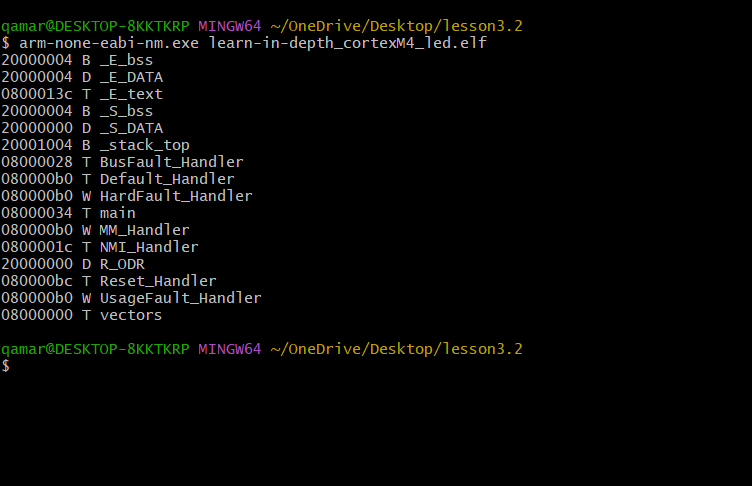 qamar@DESKTOP-8KKTKRP MINGW64 ~/OneDrive/Desktop/lesson3.2
$ arm-none-eabi-nm.exe learn-in-depth_cortexM4_led.elf
20000004 B _E_bss
20000004 D _E_DATA
0800013c T _E_text
20000004 B _S_bss
20000000 D _S_DATA
20001004 B _stack_top
08000028 T BusFault_Handler
080000b0 T Default_Handler
080000b0 W HardFault_Handler
08000034 T main
080000b0 W MM_Handler
0800001c T NMI_Handler
20000000 D R_ODR
080000bc T Reset_Handler
080000b0 W UsageFault_Handler
08000000 T vectors
qamar@DESKTOP-8KKTKRP MINGW64 ~/OneDrive/Desktop/lesson3.2
$